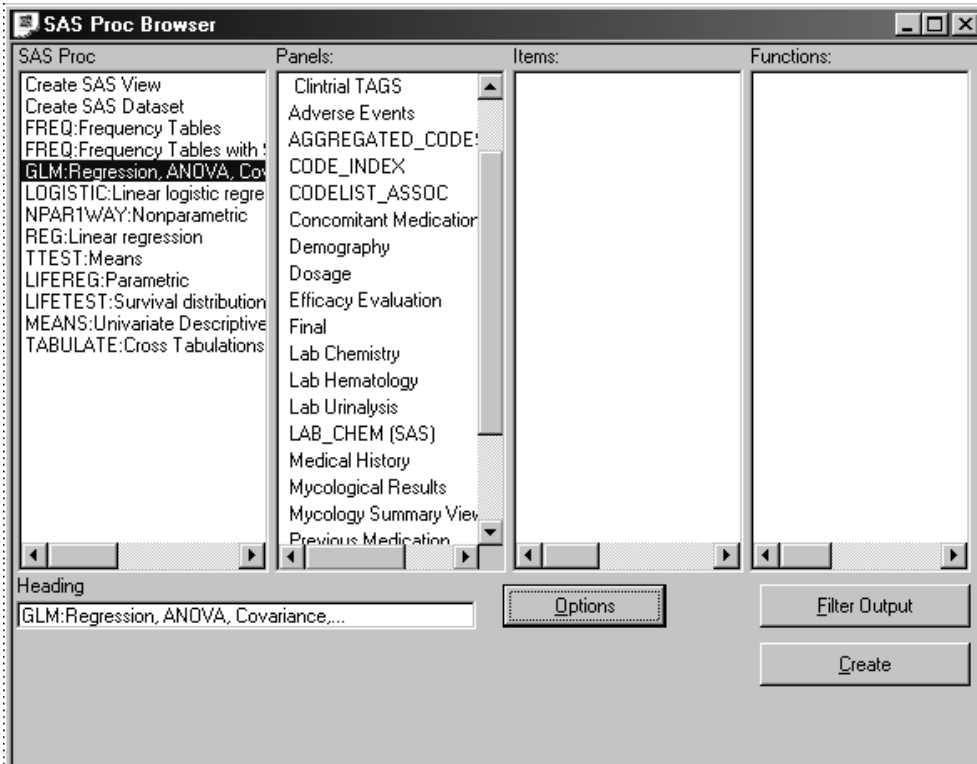 SAS Proc Browser
SAS Proc
Create SAS View
Create SAS Dataset
FREQ:Frequency Tables
FREQ:Frequency Tables with
GLM:Regression, ANOVA, Cov
LOGISTIC:Linear logistic regre
NPAR1WAY:Nonparametric
REG:Linear regression
TTEST:Means
LIFEREG:Parametric
LIFETEST:Survival distribution
MEANS:Univariate Descriptive
TABULATE:Cross Tabulations
Panels:
Clintrial TAGS
Adverse Events
AGGREGATED_CODES
CODE_INDEX
CODELIST_ASSOC
Concomitant Medication
Demography
Dosage
Efficacy Evaluation
Final
Lab Chemistry
Lab Hematology
Lab Urinalysis
LAB_CHEM (SAS)
Medical History
Mycological Results
Mycology Summary View
Previous Medication
Items:
Functions:
Heading
GLM:Regression, ANOVA, Covariance,...
Options
Filter Output
Create